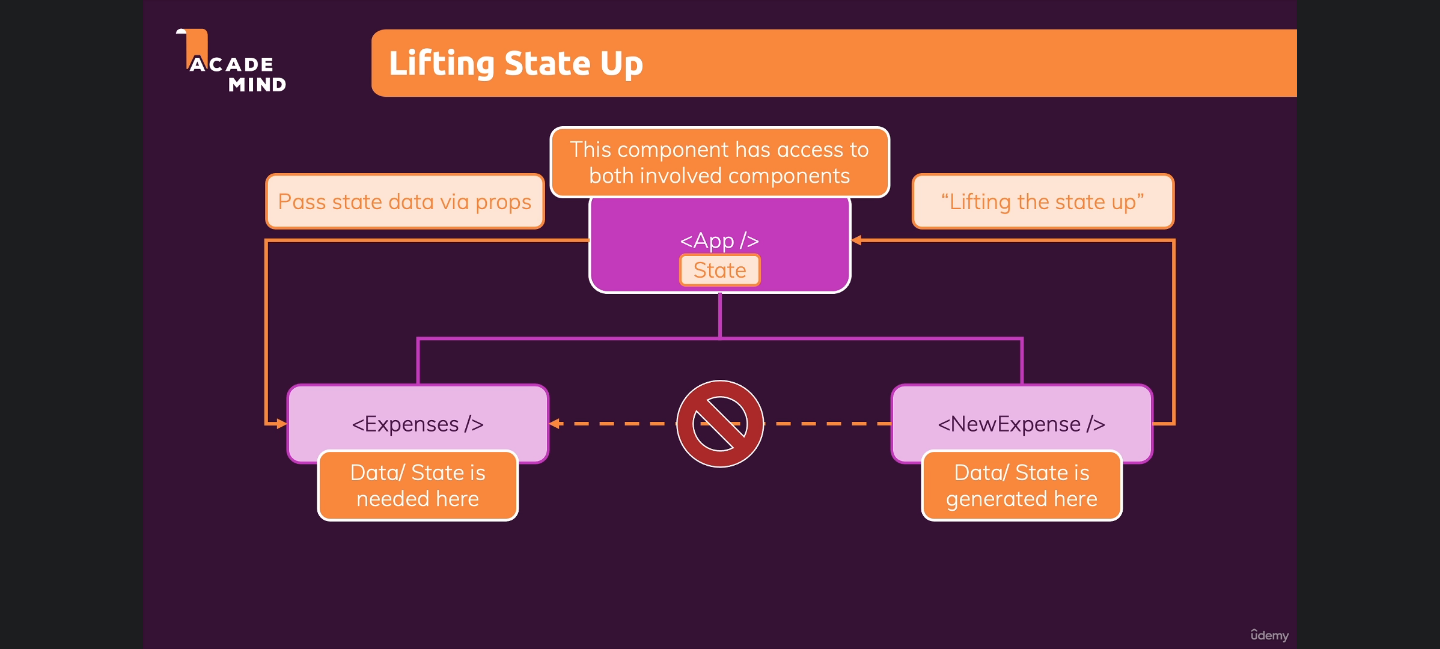 ACADE
MIND
Lifting State Up
This component has access to
both involved components
Pass state data via props
“Lifting the state up”
<App />
State
<Expenses />
<NewExpense />
Data/ State is
needed here
Data/ State is
generated here
ûdemy